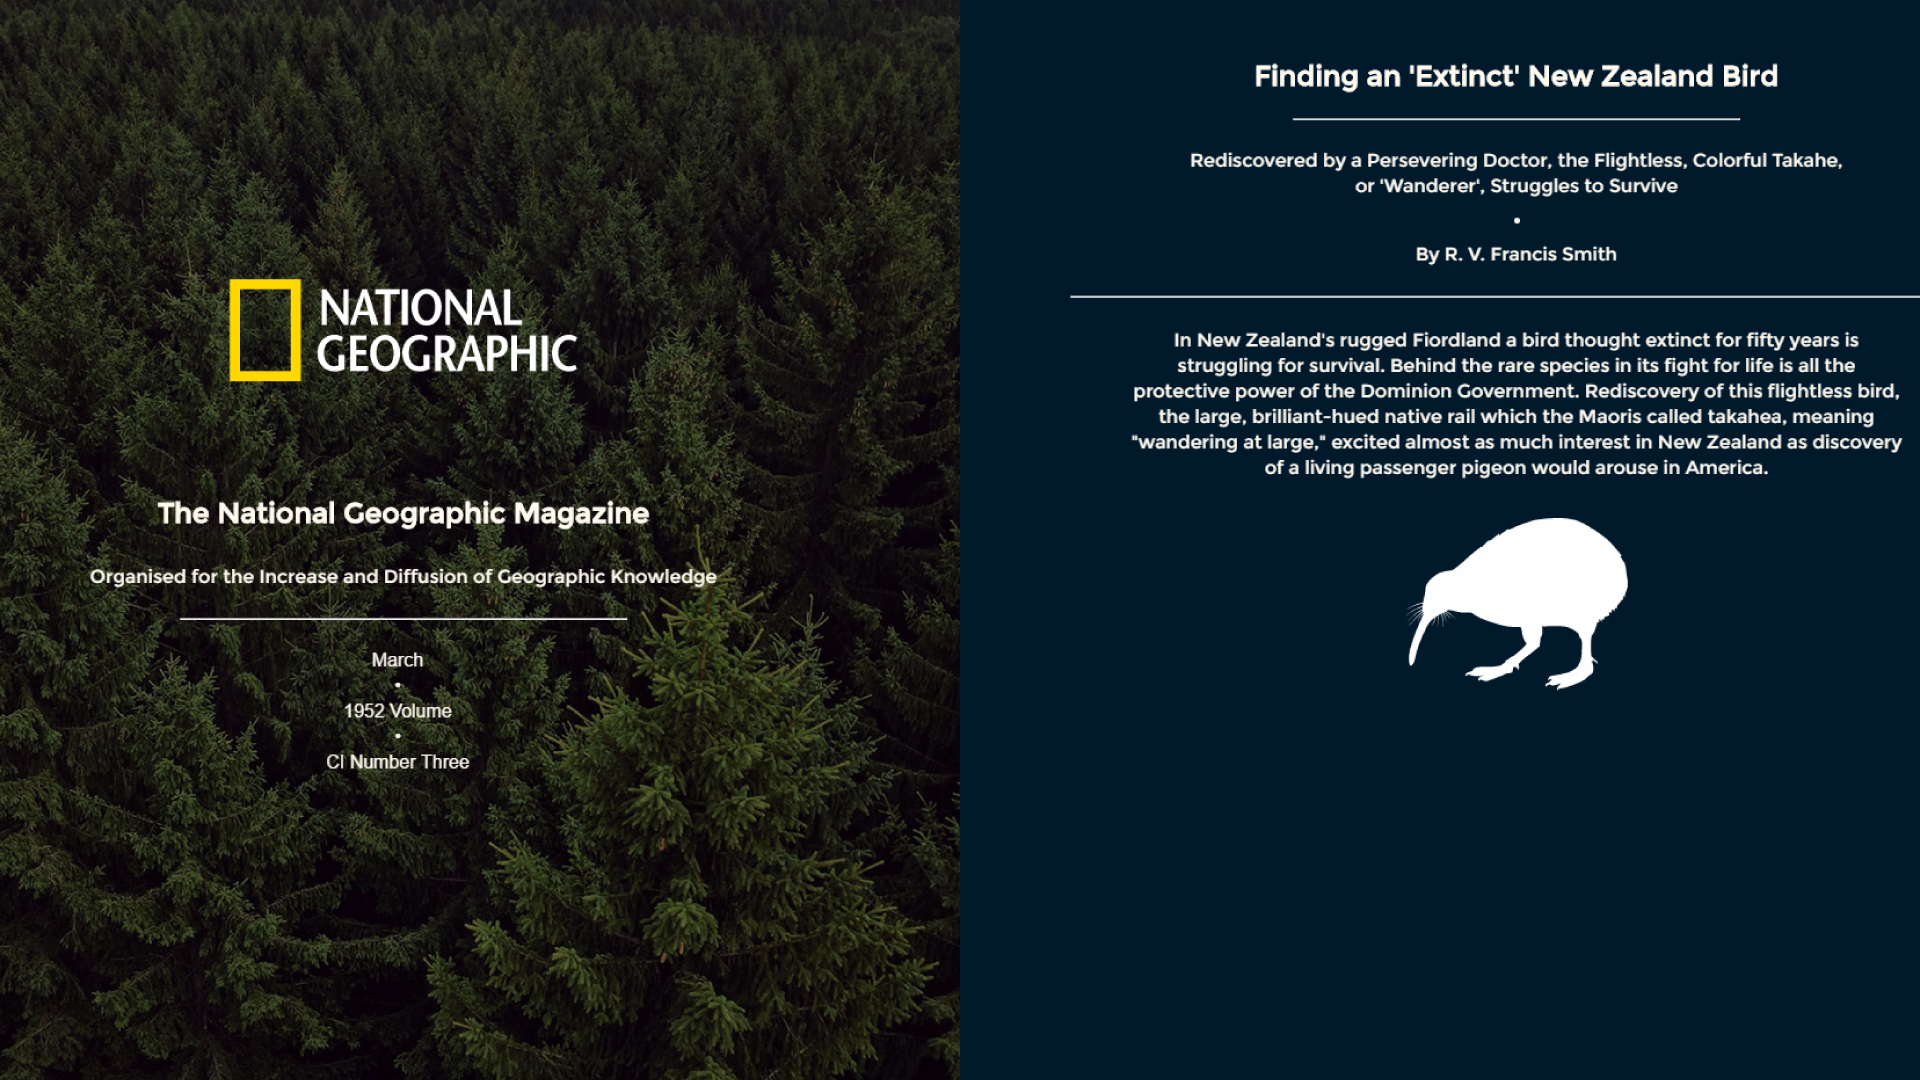 NATIONAL
GEOGRAPHIC
The National Geographic Magazine
Organised for the Increase and Diffusion of Geographic Knowledge
March
•
1952 Volume
•
CI Number Three
Finding an 'Extinct' New Zealand Bird
Rediscovered by a Persevering Doctor, the Flightless, Colorful Takahe,
or 'Wanderer', Struggles to Survive
•
By R. V. Francis Smith
In New Zealand's rugged Fiordland a bird thought extinct for fifty years is
struggling for survival. Behind the rare species in its fight for life is all the
protective power of the Dominion Government. Rediscovery of this flightless bird,
the large, brilliant-hued native rail which the Maoris called takahea, meaning
"wandering at large," excited almost as much interest in New Zealand as discovery
of a living passenger pigeon would arouse in America.